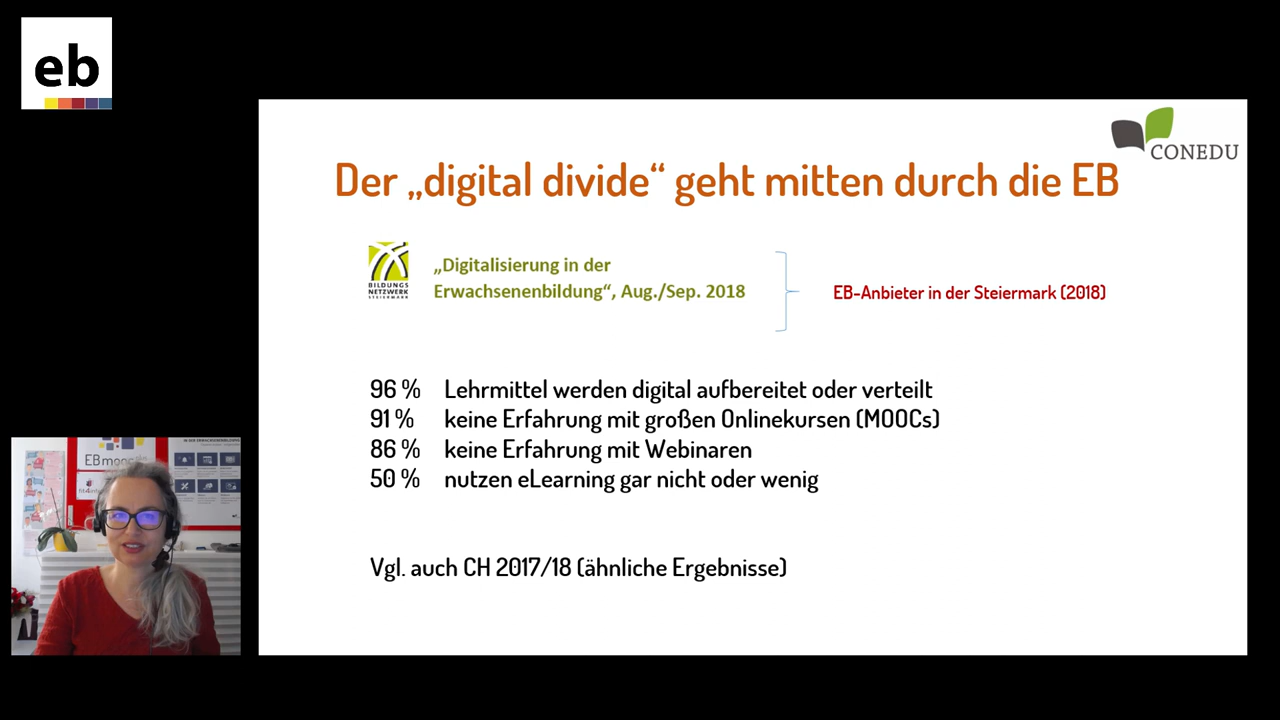 eb
CONEDU
Der „digital divide“ geht mitten durch die EB
BILDUNGS
NETZWERK
STEIERMARK
„Digitalisierung in der
Erwachsenenbildung“, Aug./Sep. 2018
EB-Anbieter in der Steiermark (2018)
96 % Lehrmittel werden digital aufbereitet oder verteilt
91 % keine Erfahrung mit großen Onlinekursen (MOOCs)
86 % keine Erfahrung mit Webinaren
50 % nutzen eLearning gar nicht oder wenig
Vgl. auch CH 2017/18 (ähnliche Ergebnisse)